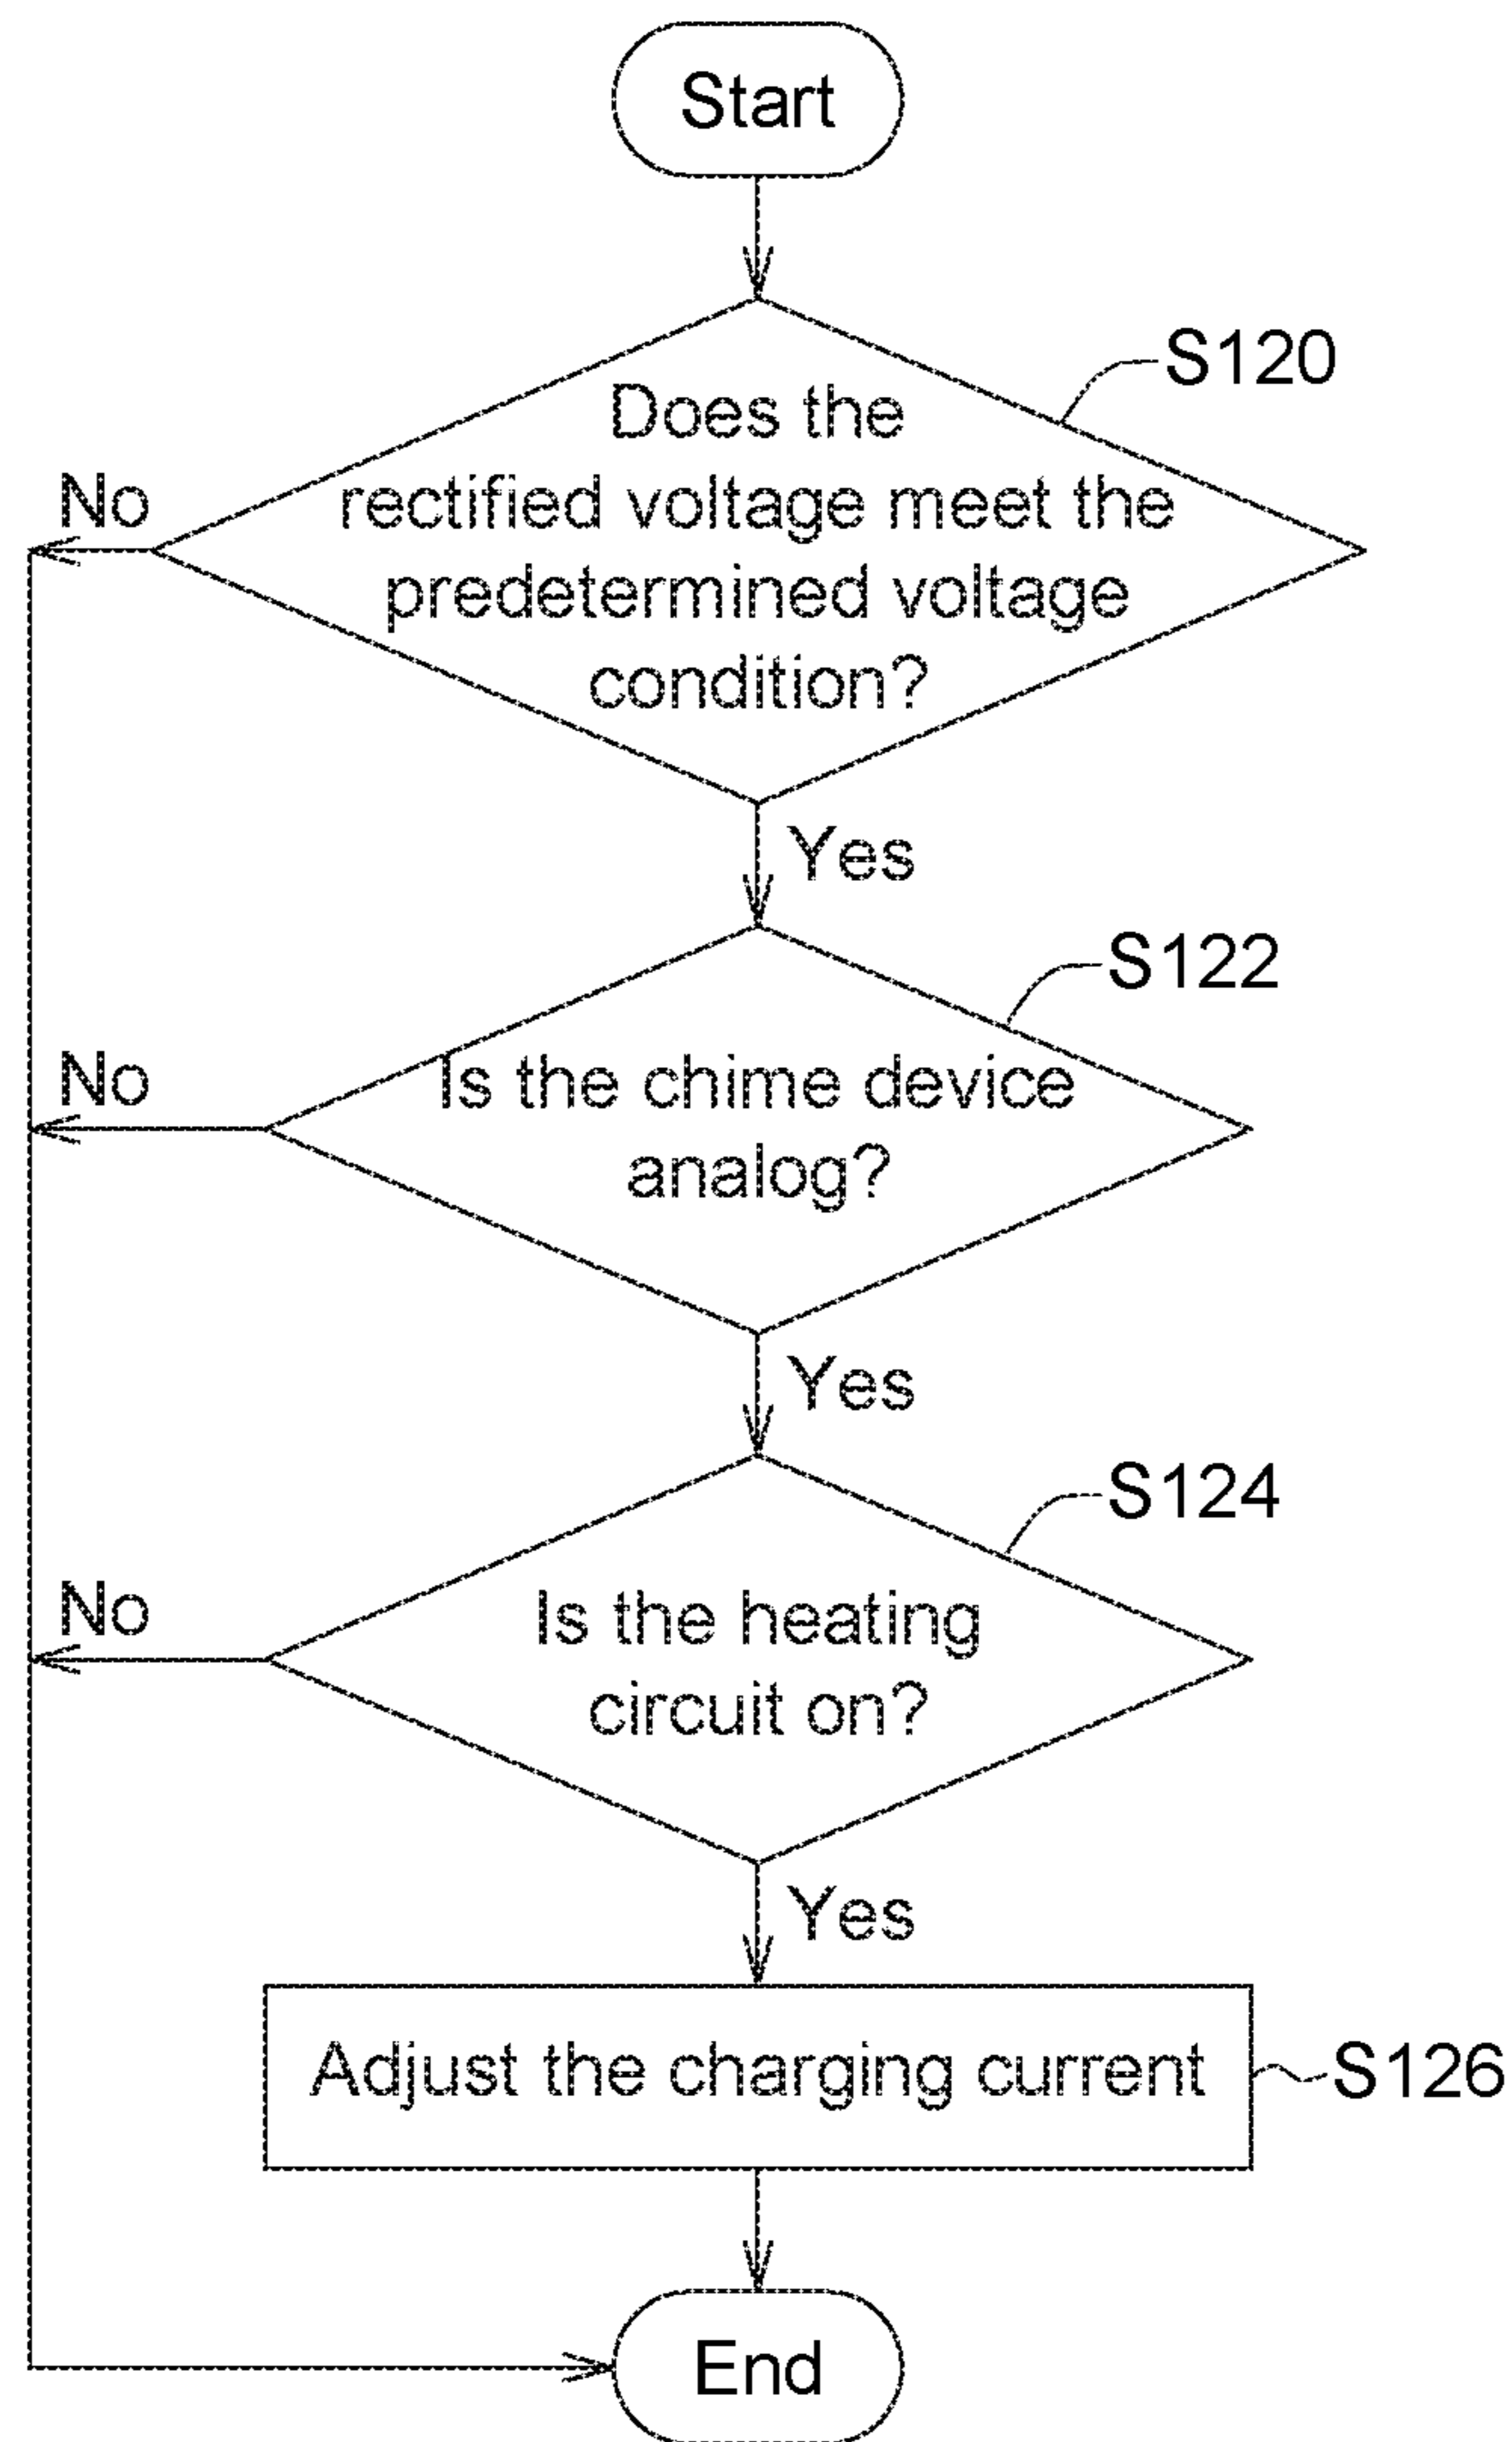 Start
S120
Does the
rectified voltage meet the
predetermined voltage
condition?
No
Yes
S122
Is the chime device
analog?
No
Yes
S124
Is the heating
circuit on?
No
Yes
Adjust the charging current
S126
End